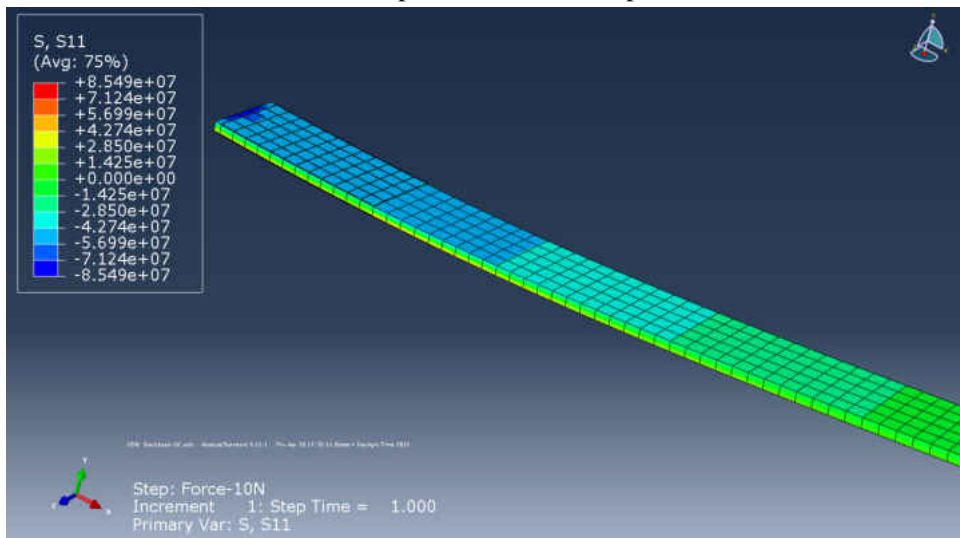 S, S11
(Avg: 75%)
+8.549e+07
+7.124e+07
+5.699e+07
+4.274e+07
+2.850e+07
+1.425e+07
+0.000e+00
-1.425e+07
-2.850e+07
-4.274e+07
-5.699e+07
-7.124e+07
-8.549e+07
Y
Step: Force-10N
Increment 1: Step Time = 1.000
Primary Var: S, S11